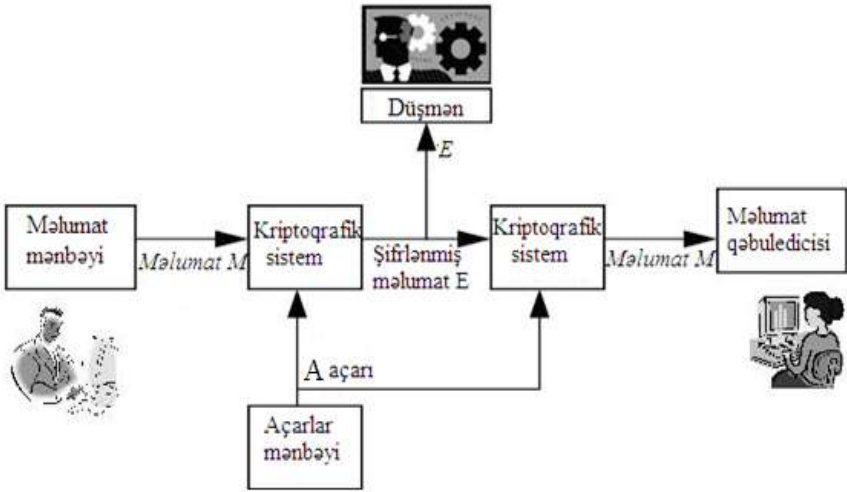 Düşmən
E
Məlumat
mənbəyi
Məlumat M
Kriptoqrafik
sistem
Şifrlənmiş
məlumat E
Kriptoqrafik
sistem
Məlumat M
Məlumat
qəbuledicisi
A açarı
Açarlar
mənbəyi